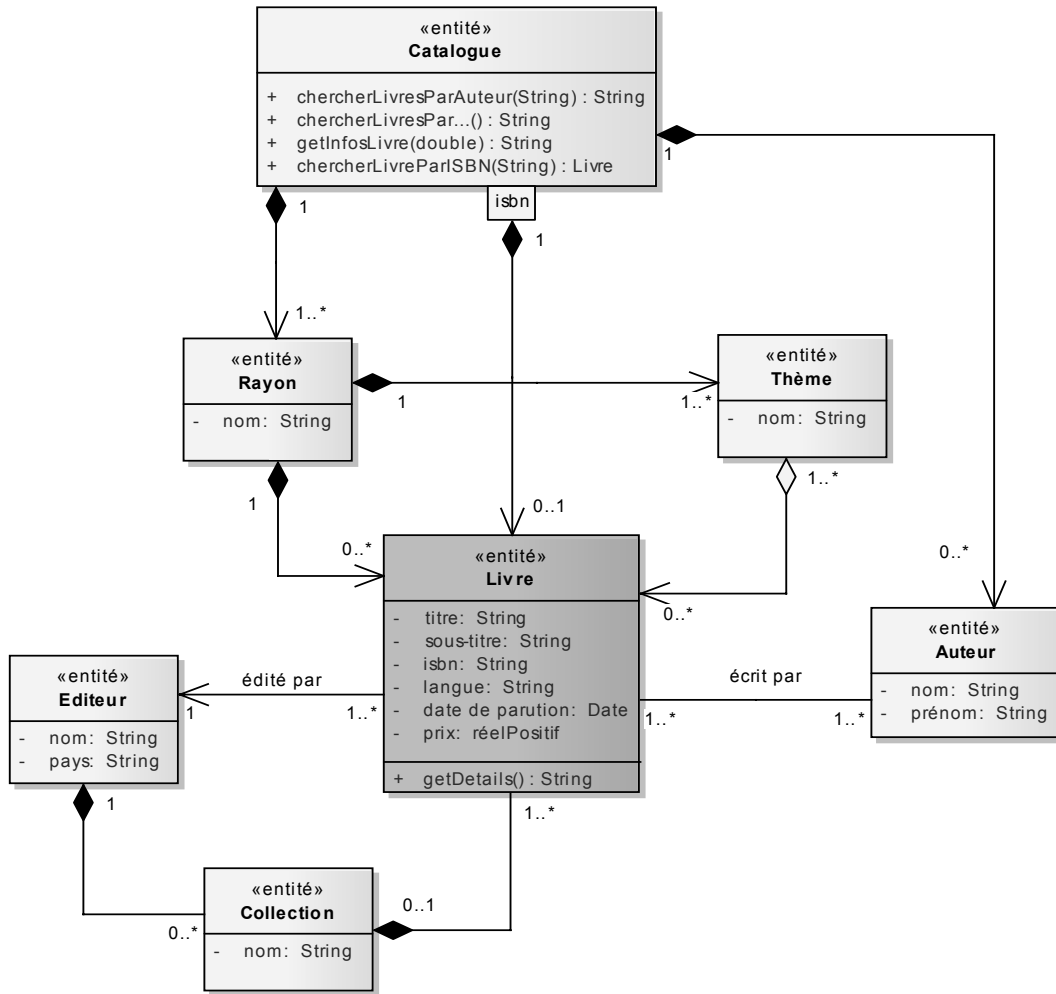 «entité»
Catalogue
+ chercherLivresParAuteur(String) : String
+ chercherLivresPar...() : String
+ getInfosLivre(double) : String
+ chercherLivreParISBN(String) : Livre
1
1
isbn
1
1..*
«entité»
Rayon
- nom: String
1
1..*
«entité»
Thème
- nom: String
1
1..*
0..*
0..1
0..*
0..*
«entité»
Livre
- titre: String
- sous-titre: String
- isbn: String
- langue: String
- date de parution: Date
- prix: réelPositif
+ getDetails() : String
«entité»
Auteur
- nom: String
- prénom: String
écrit par
1..*
1..*
édité par
1
1..*
«entité»
Editeur
- nom: String
- pays: String
1
1..*
0..*
0..1
«entité»
Collection
- nom: String